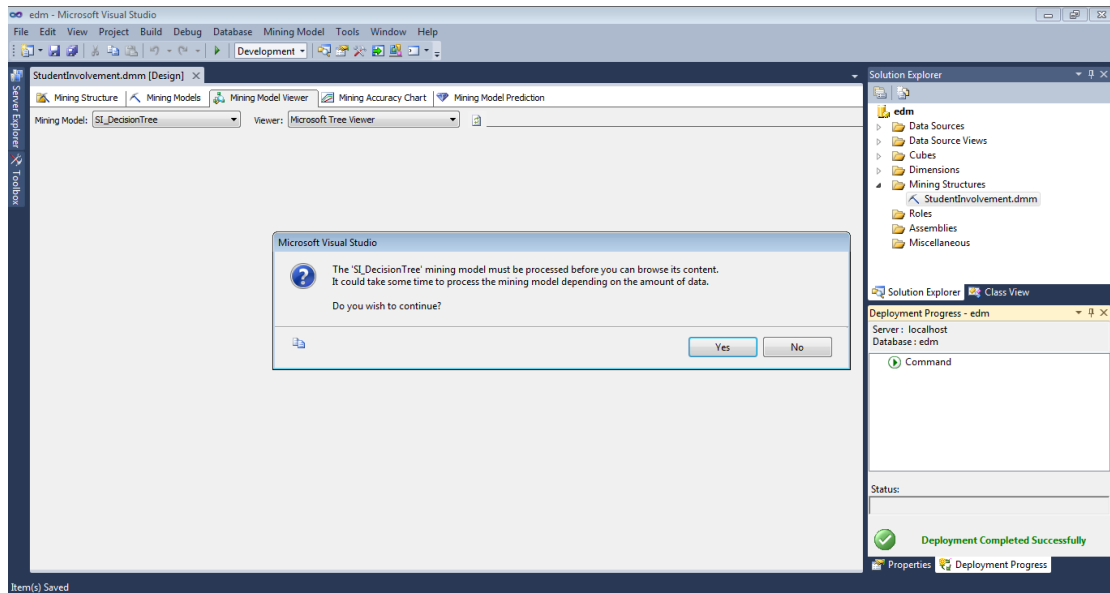 edm - Microsoft Visual Studio
File Edit View Project Build Debug Database Mining Model Tools Window Help
Development
StudentInvolvement.dmm [Design]
Mining Structure Mining Models Mining Model Viewer Mining Accuracy Chart Mining Model Prediction
Mining Model: SI_DecisionTree Viewer: Microsoft Tree Viewer
Server Explorer
Toolbox
Microsoft Visual Studio
The 'SI_DecisionTree' mining model must be processed before you can browse its content.
It could take some time to process the mining model depending on the amount of data.
Do you wish to continue?
Yes No
Solution Explorer
edm
Data Sources
Data Source Views
Cubes
Dimensions
Mining Structures
StudentInvolvement.dmm
Roles
Assemblies
Miscellaneous
Solution Explorer Class View
Deployment Progress - edm
Server : localhost
Database : edm
Command
Status:
Deployment Completed Successfully
Properties Deployment Progress
Item(s) Saved